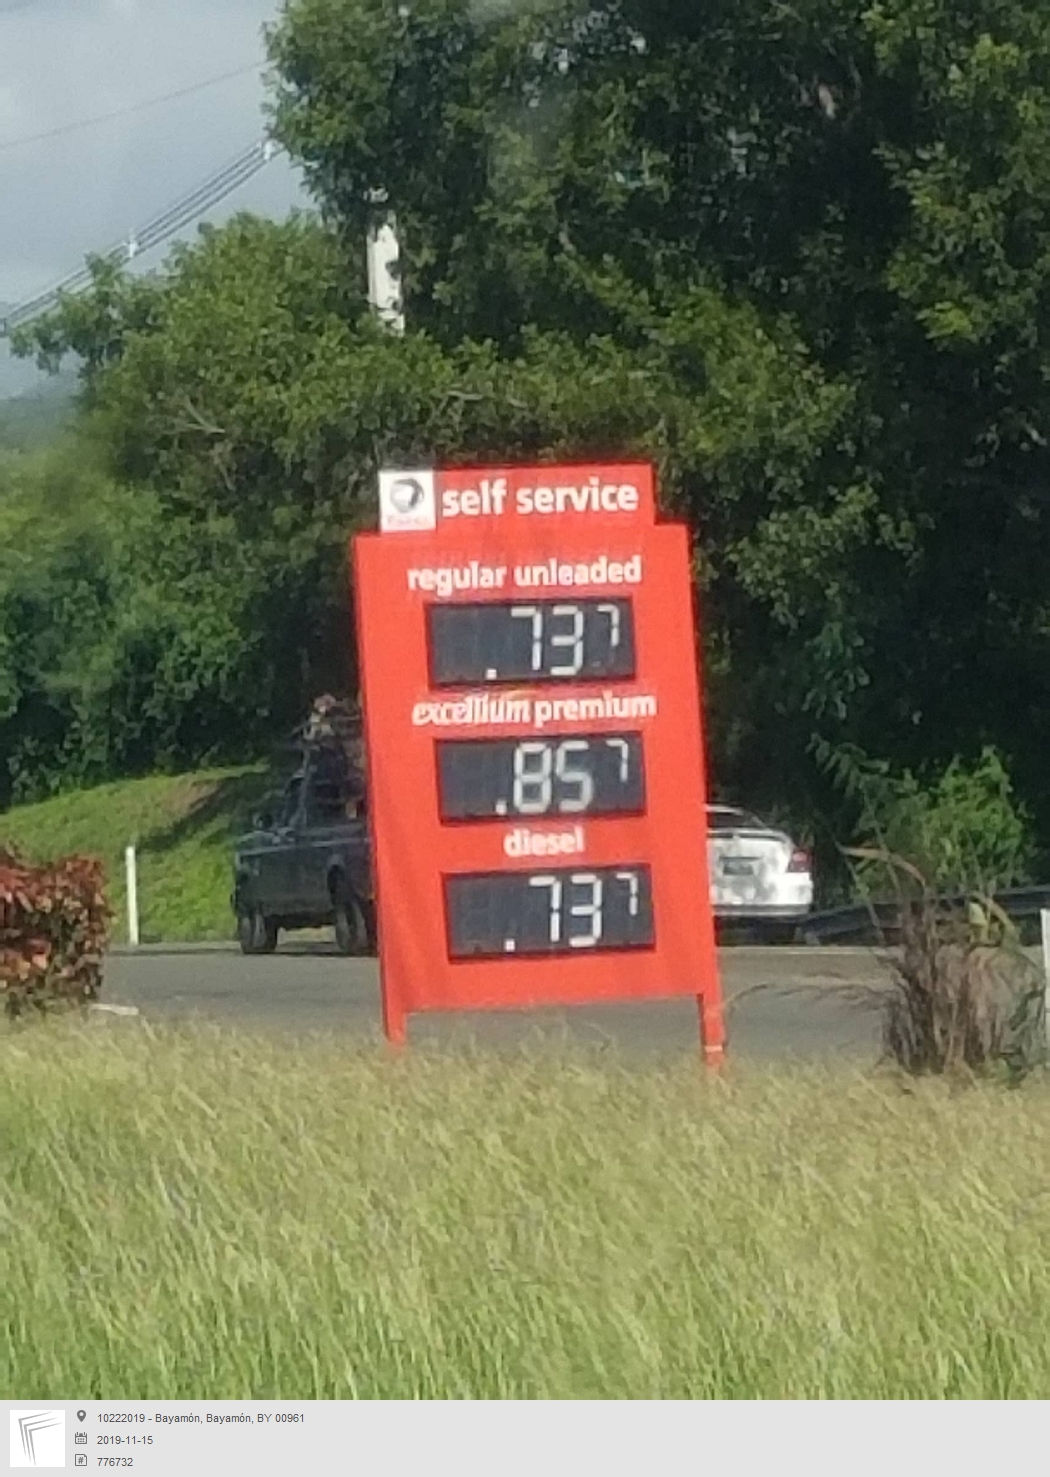 self service
regular unleaded
.737
excellium premium
.857
diesel
.737
10222019 - Bayamón, Bayamón, BY 00961
2019-11-15
776732